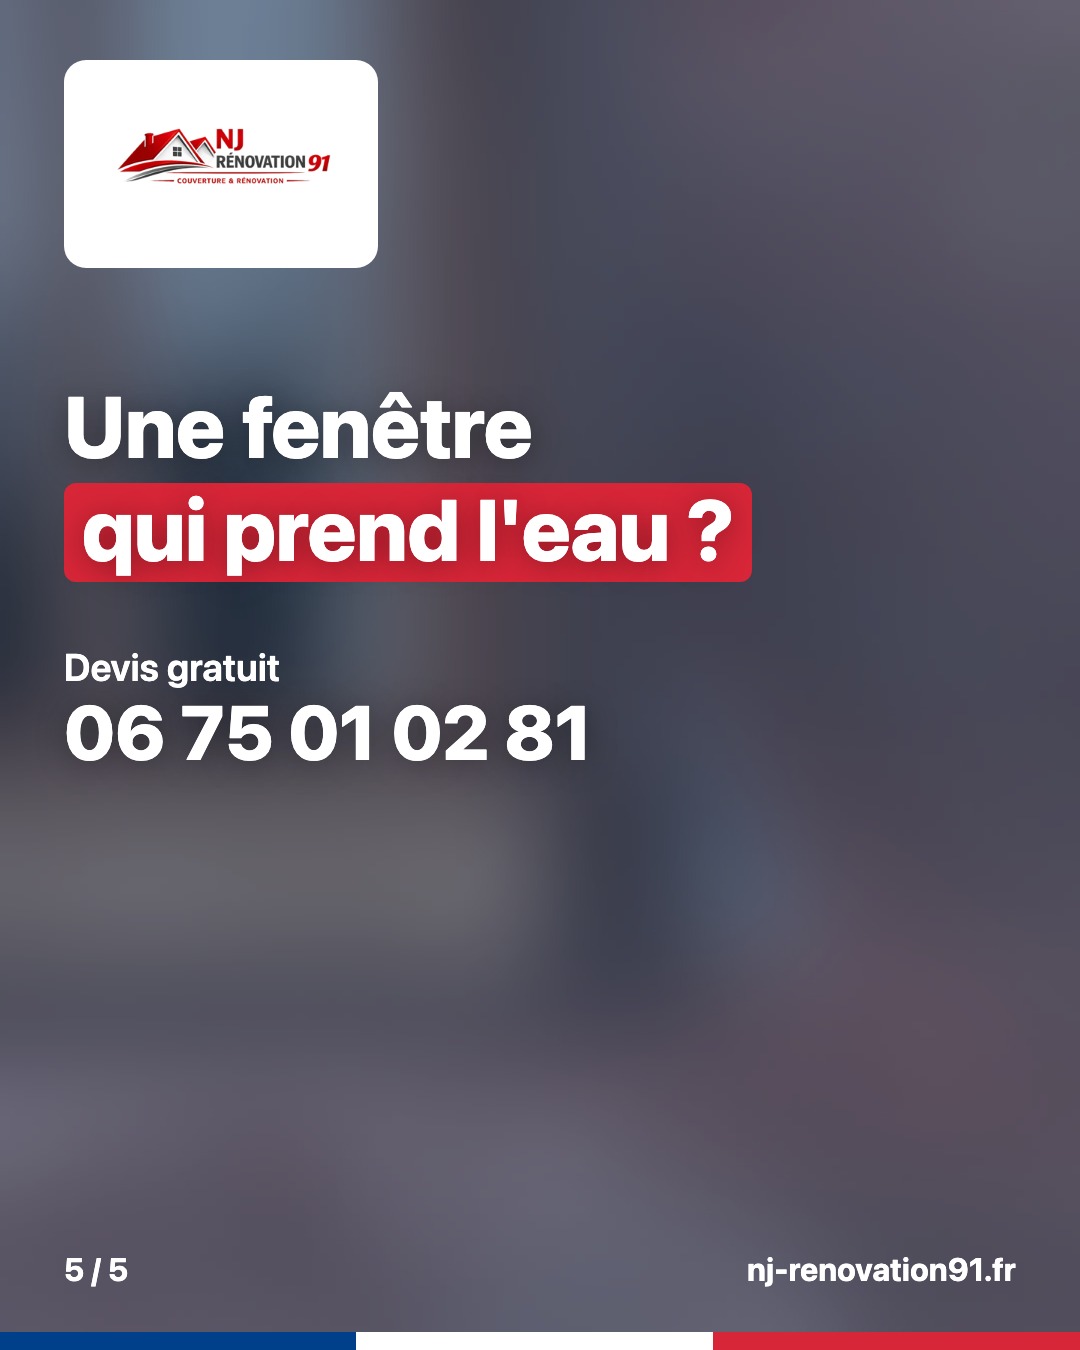 NJ
RÉNOVATION 91
COUVERTURE & RÉNOVATION
Une fenêtre
qui prend l'eau ?
Devis gratuit
06 75 01 02 81
5 / 5
nj-renovation91.fr